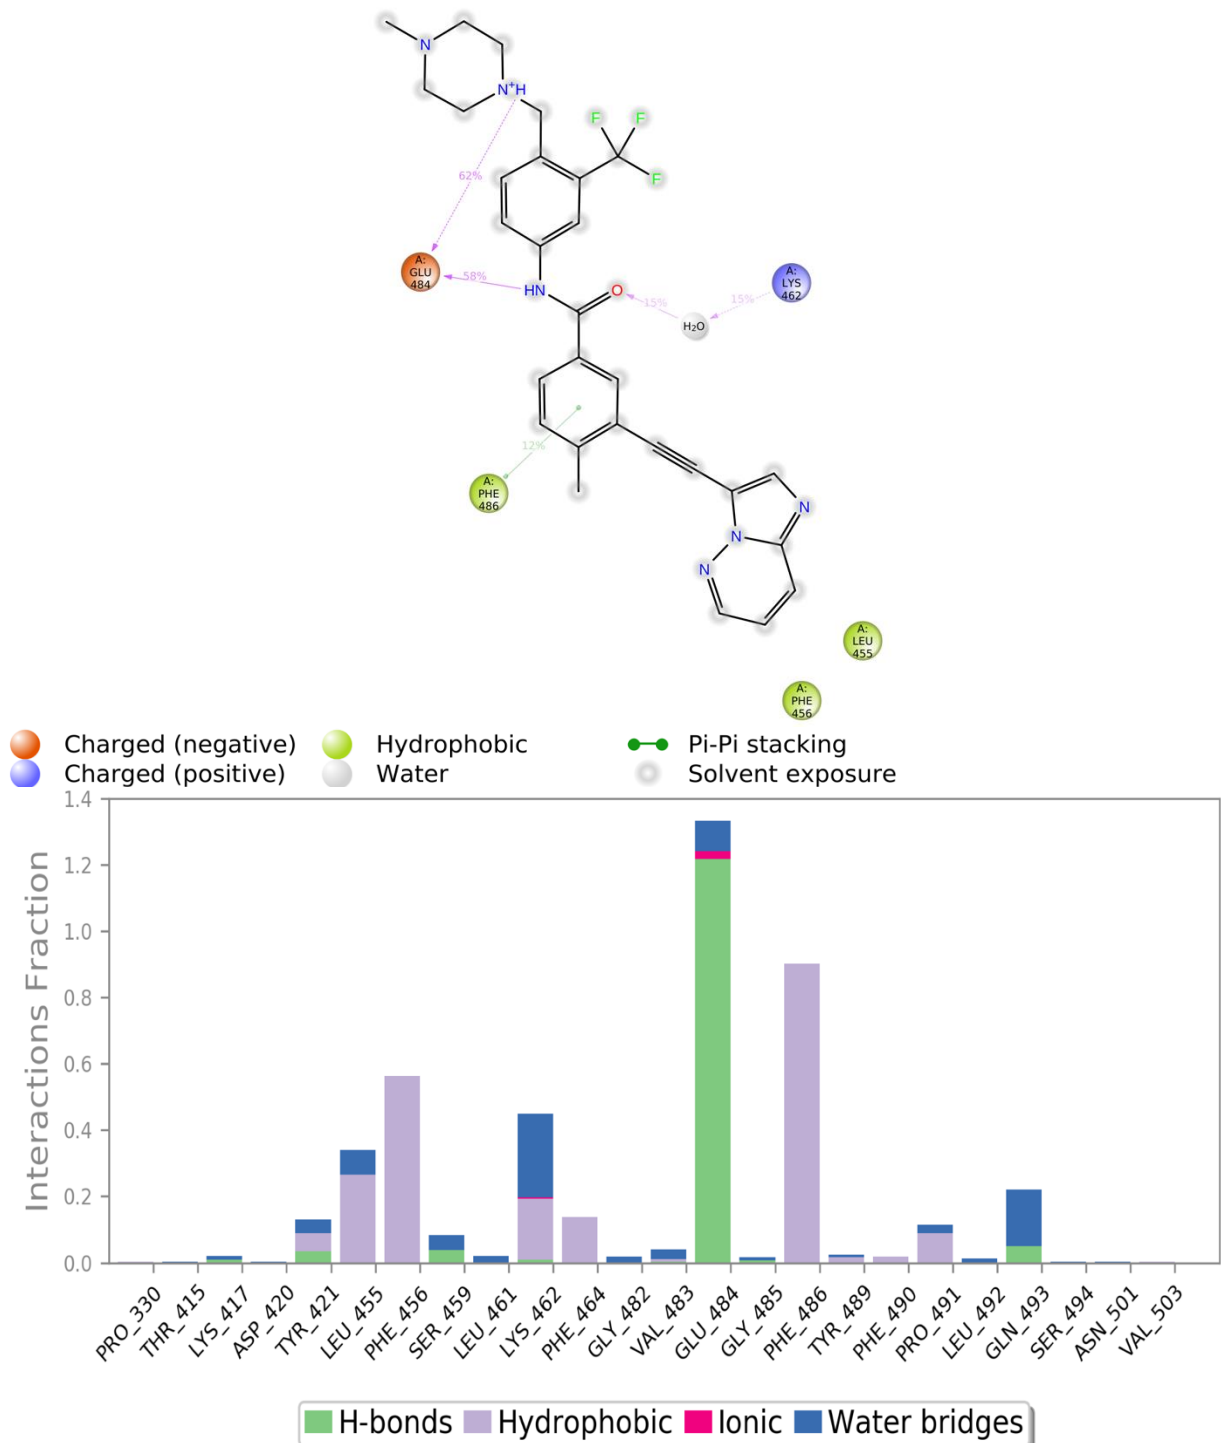 N
N⁺H
F
F
F
62%
A:
GLU
484
58%
HN
O
15%
H₂O
15%
A:
LYS
462
12%
A:
PHE
486
N
N
N
A:
LEU
455
A:
PHE
456
Charged (negative)
Hydrophobic
Pi-Pi stacking
Charged (positive)
Water
Solvent exposure
Interactions Fraction
1.4
1.2
1.0
0.8
0.6
0.4
0.2
0.0
PRO_330
THR_415
LYS_417
ASP_420
TYR_421
LEU_455
PHE_456
SER_459
LEU_461
LYS_462
PHE_464
GLY_482
VAL_483
GLU_484
GLY_485
PHE_486
TYR_489
PHE_490
PRO_491
LEU_492
GLN_493
SER_494
ASN_501
VAL_503
H-bonds
Hydrophobic
Ionic
Water bridges